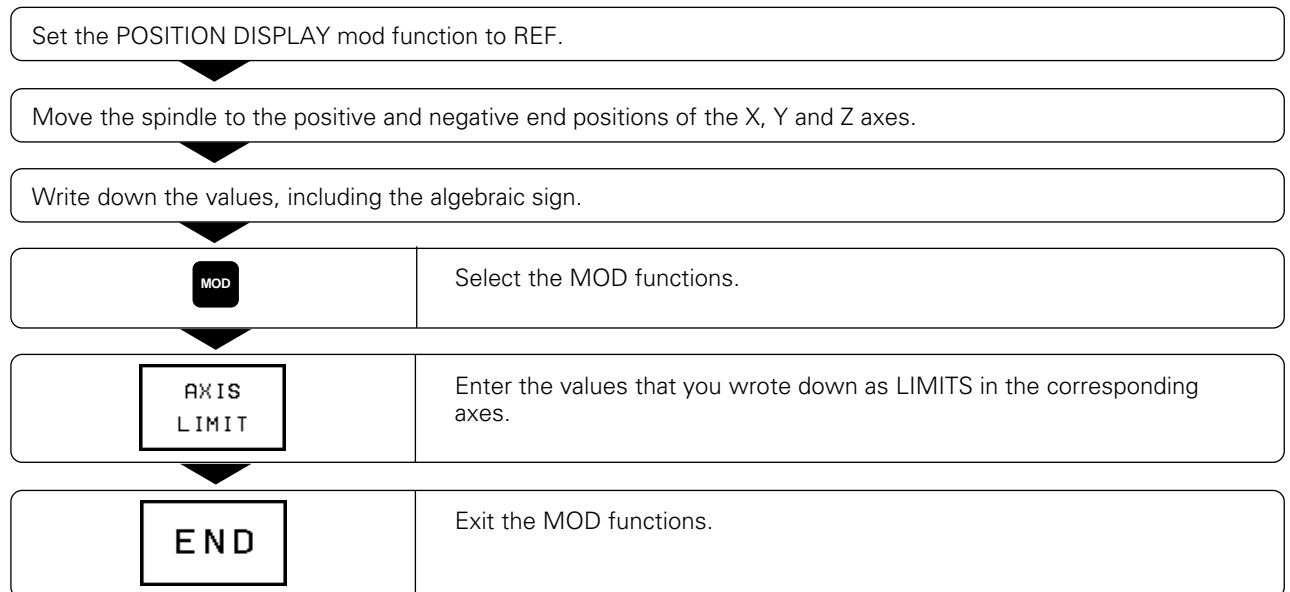 Set the POSITION DISPLAY mod function to REF.
Move the spindle to the positive and negative end positions of the X, Y and Z axes.
Write down the values, including the algebraic sign.
MOD
Select the MOD functions.
AXIS
LIMIT
Enter the values that you wrote down as LIMITS in the corresponding
axes.
END
Exit the MOD functions.